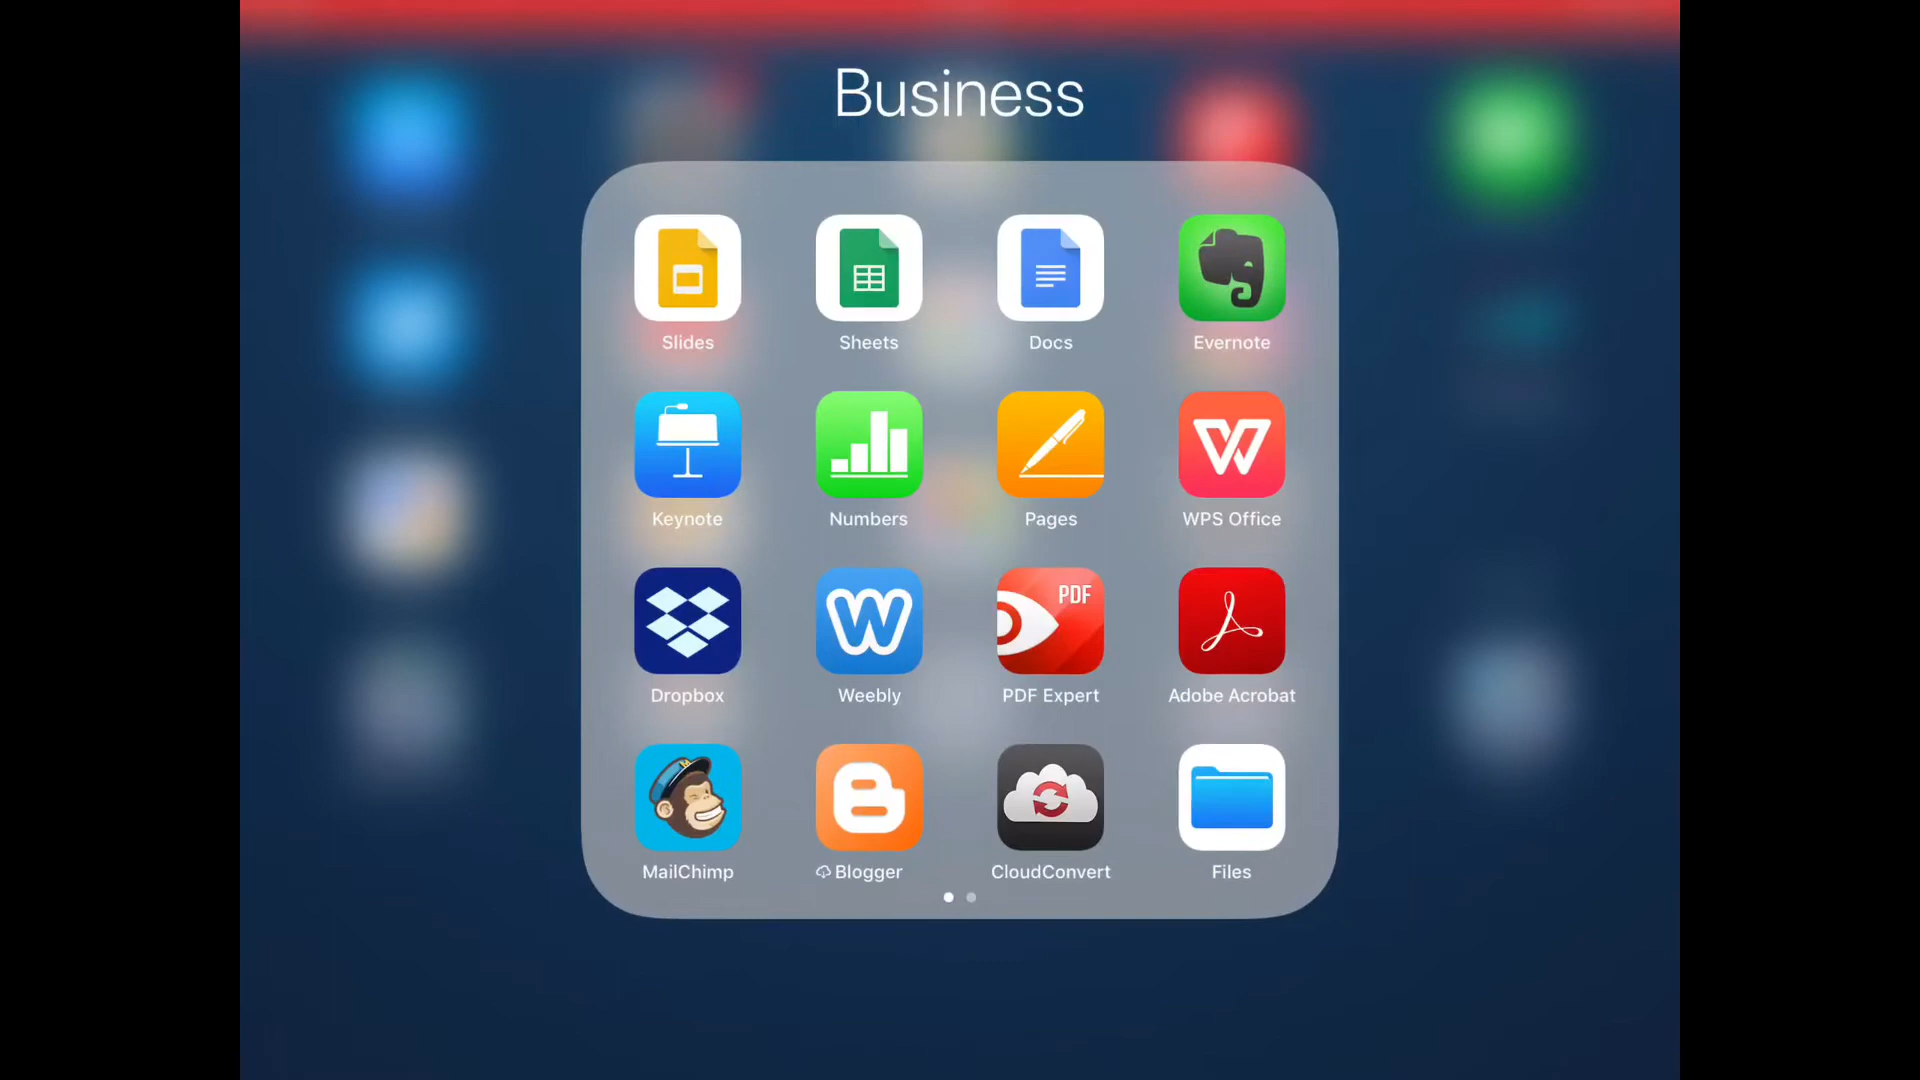 Business
Slides
Sheets
Docs
Evernote
Keynote
Numbers
Pages
WPS Office
PDF
Dropbox
Weebly
PDF Expert
Adobe Acrobat
MailChimp
Blogger
CloudConvert
Files